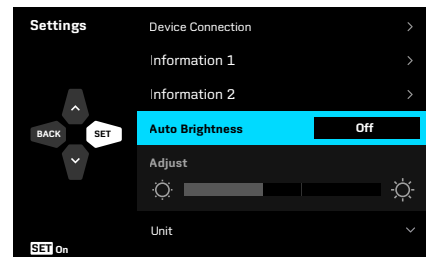 Settings
Device Connection
Information 1
Information 2
BACK
SET
Auto Brightness
Off
Adjust
Unit
SET On